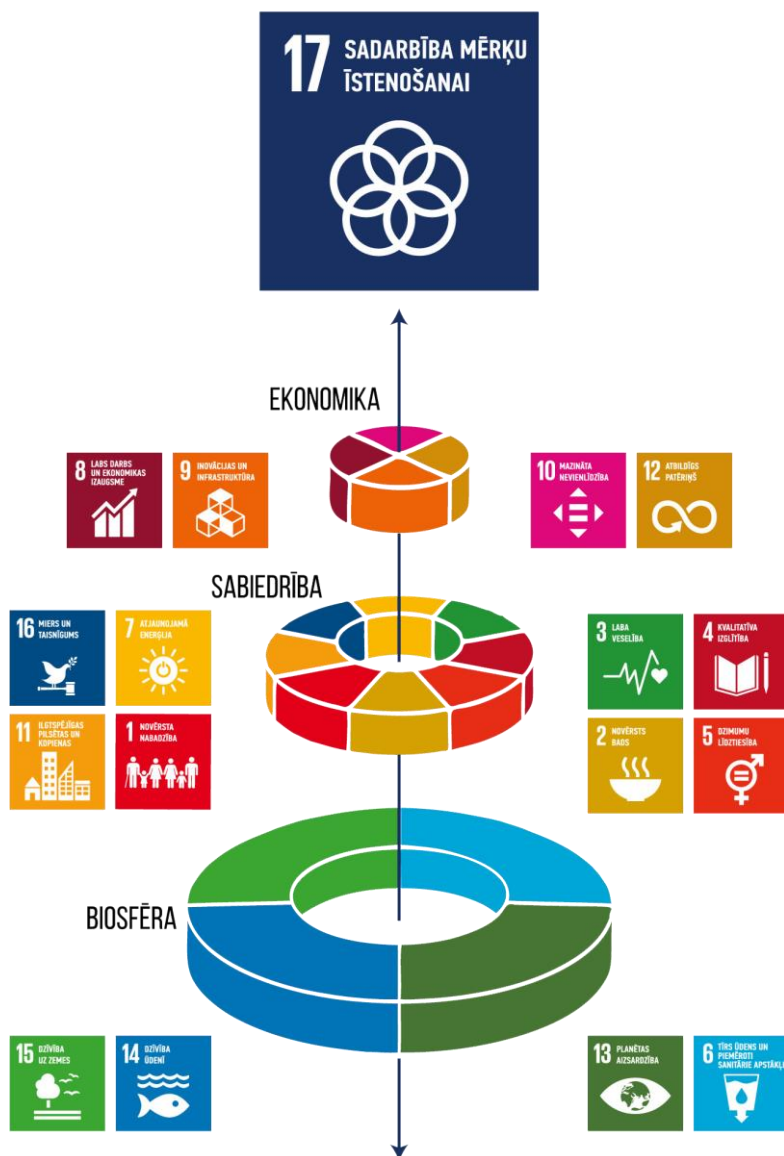 17 SADARBĪBA MĒRĶU
ĪSTENOŠANAI
EKONOMIKA
8 LABS DARBS
UN EKONOMIKAS
IZAUGSME
9 INOVĀCIJAS UN
INFRASTRUKTŪRA
10 MAZINĀTA
NEVIENLĪDZĪBA
12 ATBILDĪGS
PATĒRIŅŠ
SABIEDRĪBA
16 MIERS UN
TAISNĪGUMS
7 ATJAUNOJAMĀ
ENERĢIJA
3 LABA
VESELĪBA
4 KVALITATĪVA
IZGLĪTĪBA
11 ILGTSPĒJĪGAS
PILSĒTAS UN
KOPIENAS
1 NOVĒRSTA
NABADZĪBA
2 NOVĒRSTS
BADS
5 DZIMUMU
LĪDZTIESĪBA
BIOSFĒRA
15 DZĪVĪBA
UZ ZEMES
14 DZĪVĪBA
ŪDENĪ
13 PLANĒTAS
AIZSARDZĪBA
6 TĪRS ŪDENS UN
PIEMĒROTI
SANITĀRIE APSTĀKĻI